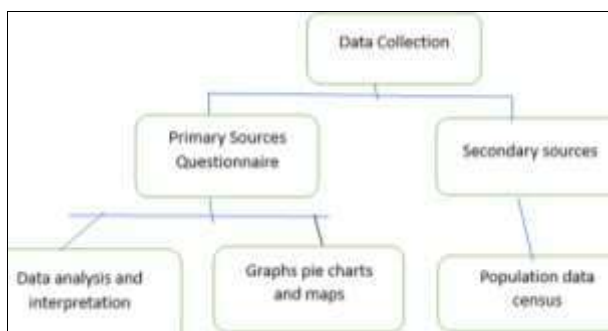 Data Collection
Primary Sources
Questionnaire
Secondary sources
Data analysis and
interpretation
Graphs pie charts
and maps
Population data
census